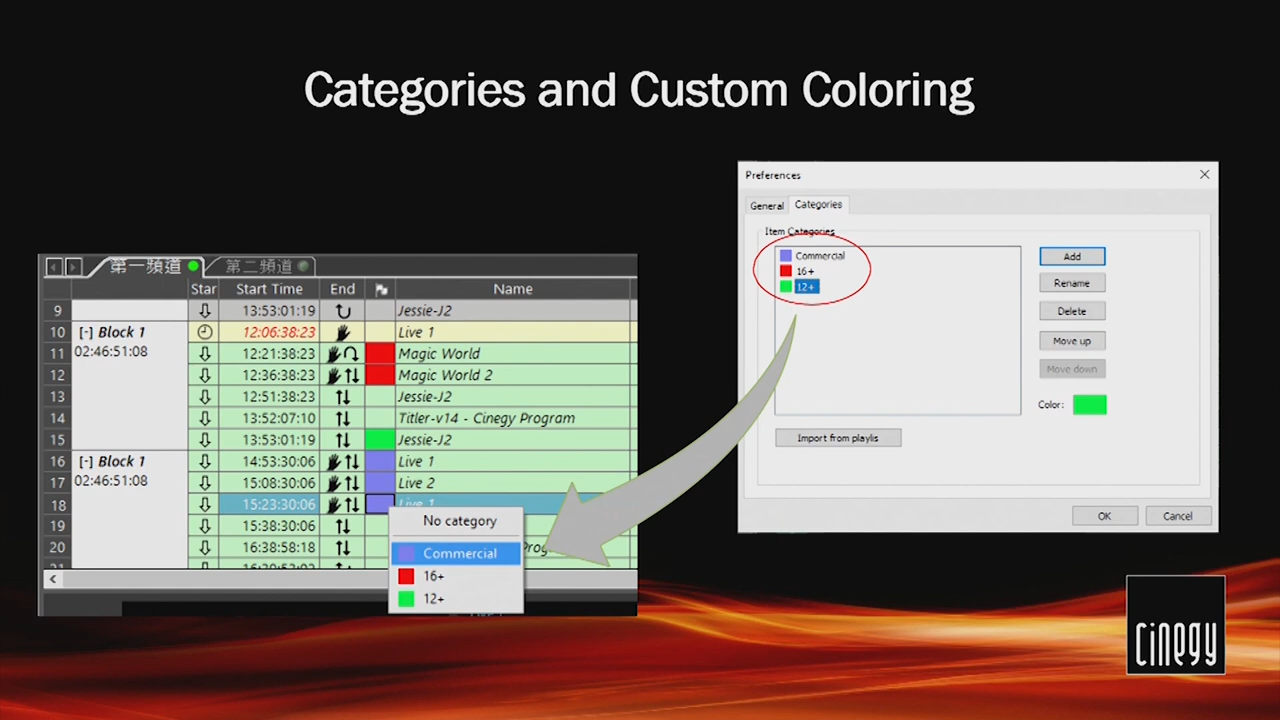 Categories and Custom Coloring
第一頻道 第二頻道
Star Start Time End Name
9 13:53:01:19 Jessie-J2
10 [-] Block 1 12:06:38:23 Live 1
11 02:46:51:08 12:21:38:23 Magic World
12 12:36:38:23 Magic World 2
13 12:51:38:23 Jessie-J2
14 13:52:07:10 Titler-v14 - Cinegy Program
15 13:53:01:19 Jessie-J2
16 [-] Block 1 14:53:30:06 Live 1
17 02:46:51:08 15:08:30:06 Live 2
18 15:23:30:06 Live 1
19 15:38:30:06
20 16:38:58:18
No category
Commercial
16+
12+
Preferences
General Categories
Item Categories
Commercial
16+
12+
Add
Rename
Delete
Move up
Move down
Color:
Import from playlis
OK Cancel
cinegy